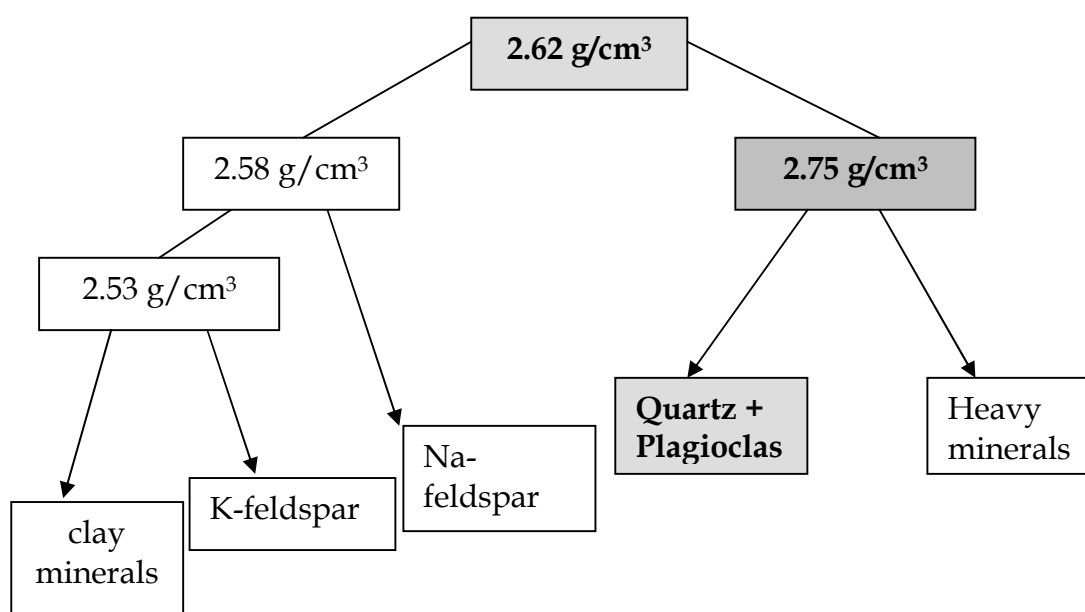 2.62 g/cm³
2.58 g/cm³
2.75 g/cm³
2.53 g/cm³
Quartz +
Plagioclas
Heavy
minerals
Na-
feldspar
K-feldspar
clay
minerals